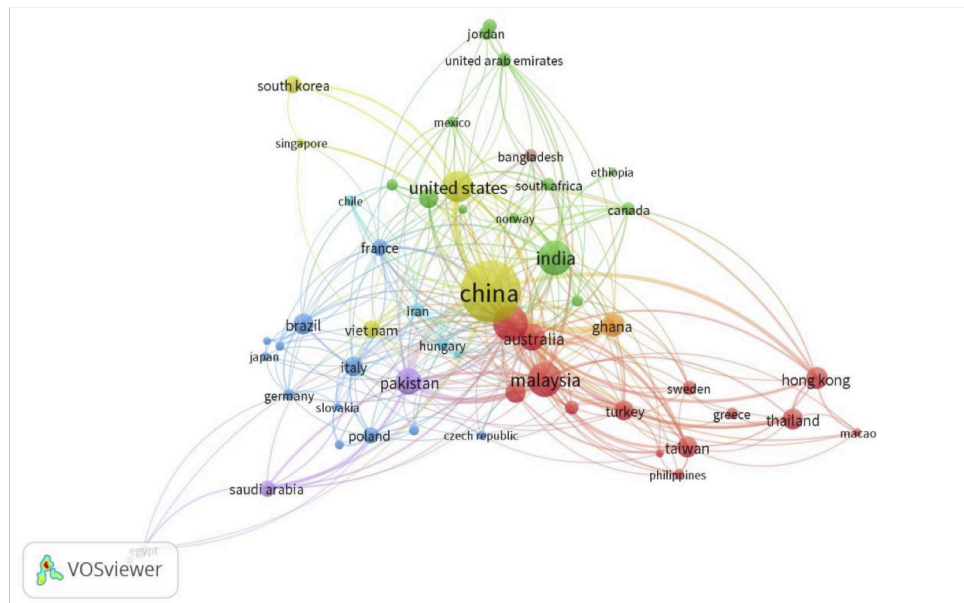 jordan
united arab emirates
south korea
mexico
singapore
bangladesh
ethiopia
united states
south africa
chile
canada
norway
france
india
china
iran
brazil
viet nam
ghana
australia
hungary
japan
italy
pakistan
malaysia
hong kong
sweden
germany
slovakia
turkey
greece
thailand
poland
czech republic
macao
taiwan
philippines
saudi arabia
egypt
VOSviewer